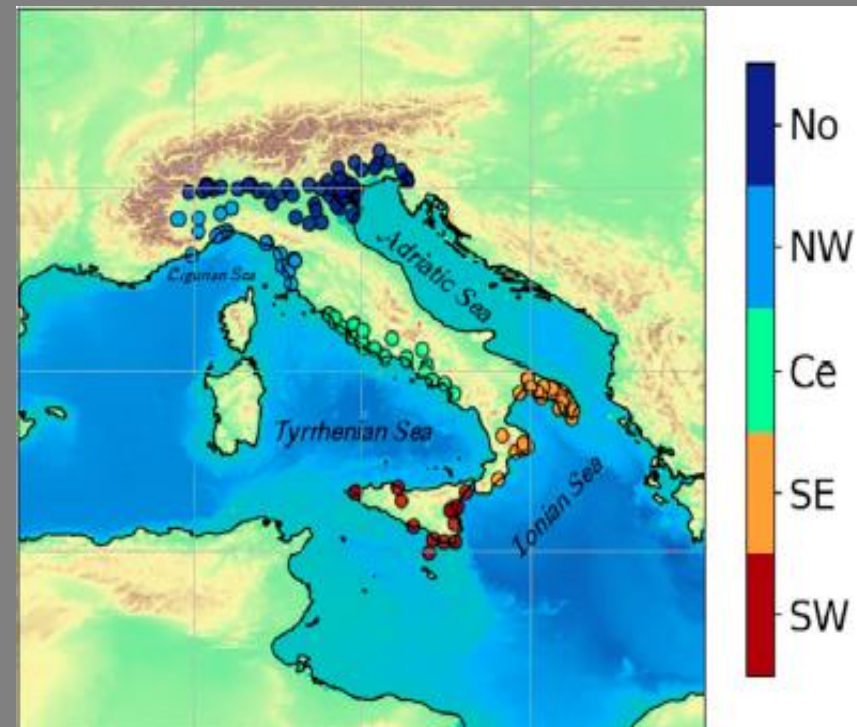 Adriatic Sea
Ligurian Sea
Tyrrhenian Sea
Ionian Sea
No
NW
Ce
SE
SW